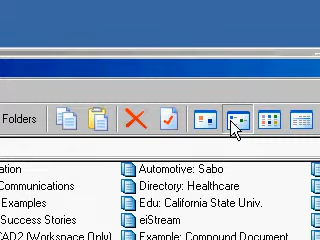 Folders
ation Automotive: Sabo
Communications Directory: Healthcare
Examples Edu: California State Univ.
Success Stories eiStream
CAD2 (Workspace Only) Example: Compound Document